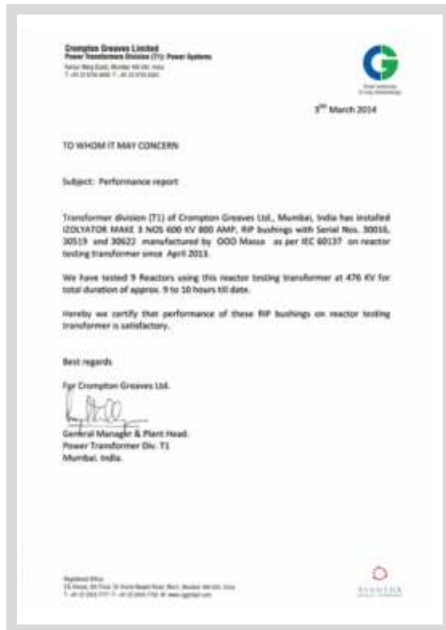 Crompton Greaves Limited
Power Transformers Division (T1): Power Systems
3RD March 2014
TO WHOM IT MAY CONCERN
Subject: Performance report
Transformer division (T1) of Crompton Greaves Ltd., Mumbai, India has installed
IZOLYATOR MAKE 3 NOS 600 KV 800 AMP, RIP bushings with Serial Nos. 30016,
30519 and 30622 manufactured by OOO Massa as per IEC 60137 on reactor
testing transformer since April 2013.
We have tested 9 Reactors using this reactor testing transformer at 476 KV for
total duration of approx. 9 to 10 hours till date.
Hereby we certify that performance of these RIP bushings on reactor testing
transformer is satisfactory.
Best regards
For Crompton Greaves Ltd.
General Manager & Plant Head.
Power Transformer Div. T1
Mumbai. India.
Registered Office
AVANTHA